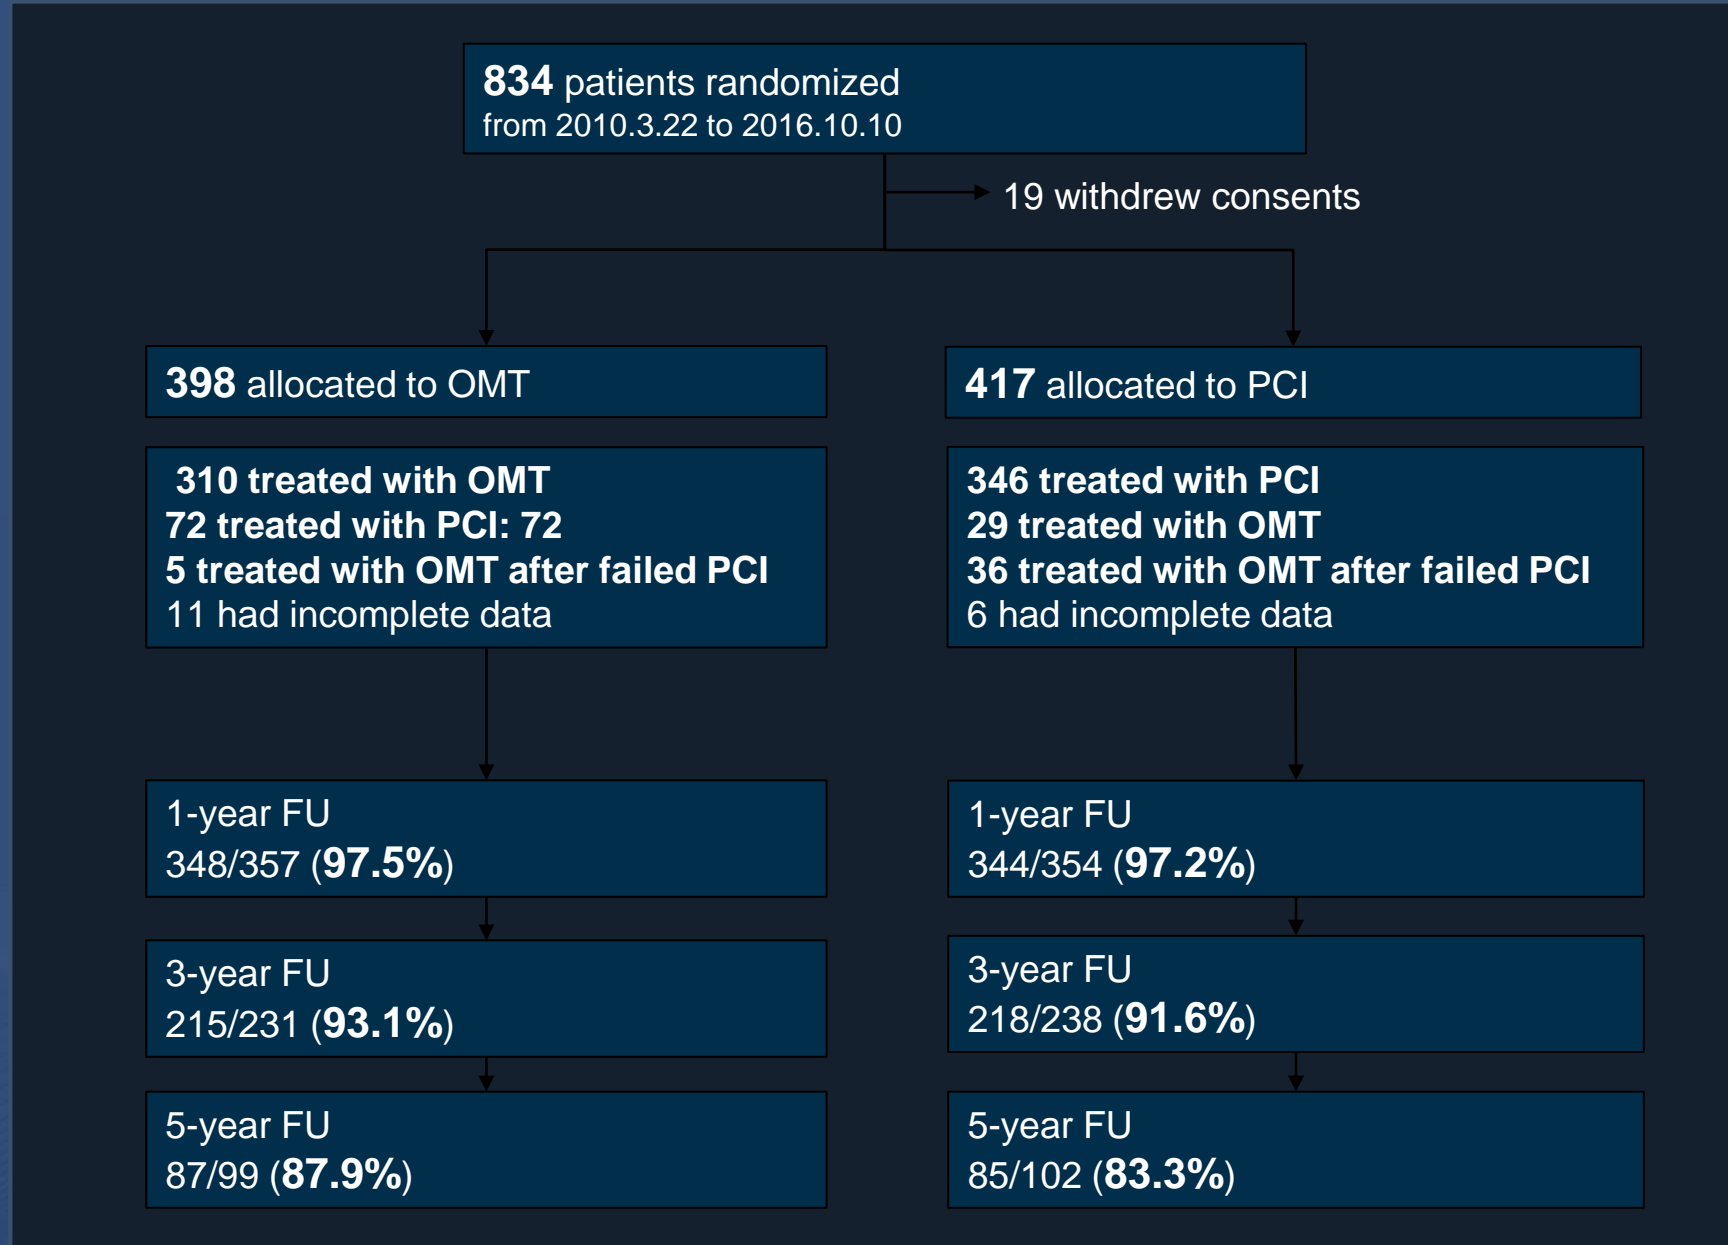 834 patients randomized
from 2010.3.22 to 2016.10.10
19 withdrew consents
398 allocated to OMT
310 treated with OMT
72 treated with PCI: 72
5 treated with OMT after failed PCI
11 had incomplete data
417 allocated to PCI
346 treated with PCI
29 treated with OMT
36 treated with OMT after failed PCI
6 had incomplete data
1-year FU
348/357 (97.5%)
1-year FU
344/354 (97.2%)
3-year FU
215/231 (93.1%)
3-year FU
218/238 (91.6%)
5-year FU
87/99 (87.9%)
5-year FU
85/102 (83.3%)